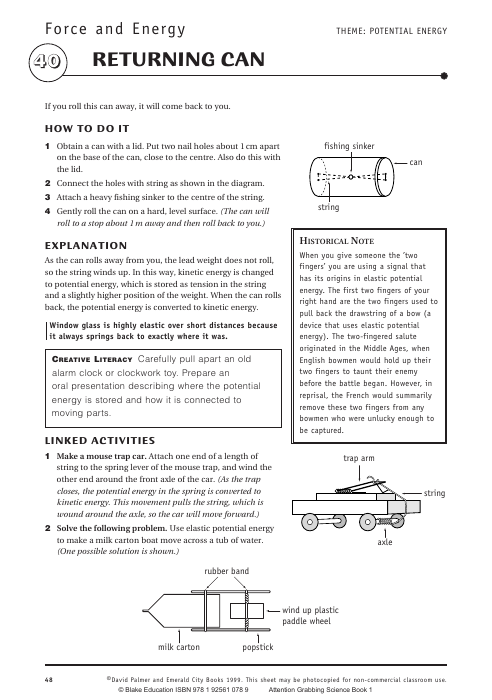 Force and Energy
THEME: POTENTIAL ENERGY
40
RETURNING CAN
If you roll this can away, it will come back to you.
HOW TO DO IT
1 Obtain a can with a lid. Put two nail holes about 1 cm apart
on the base of the can, close to the centre. Also do this with
the lid.
2 Connect the holes with string as shown in the diagram.
3 Attach a heavy fishing sinker to the centre of the string.
4 Gently roll the can on a hard, level surface. (The can will
roll to a stop about 1 m away and then roll back to you.)
fishing sinker
can
string
EXPLANATION
As the can rolls away from you, the lead weight does not roll,
so the string winds up. In this way, kinetic energy is changed
to potential energy, which is stored as tension in the string
and a slightly higher position of the weight. When the can rolls
back, the potential energy is converted to kinetic energy.
Window glass is highly elastic over short distances because
it always springs back to exactly where it was.
CREATIVE LITERACY Carefully pull apart an old
alarm clock or clockwork toy. Prepare an
oral presentation describing where the potential
energy is stored and how it is connected to
moving parts.
HISTORICAL NOTE
When you give someone the 'two
fingers' you are using a signal that
has its origins in elastic potential
energy. The first two fingers of your
right hand are the two fingers used to
pull back the drawstring of a bow (a
device that uses elastic potential
energy). The two-fingered salute
originated in the Middle Ages, when
English bowmen would hold up their
two fingers to taunt their enemy
before the battle began. However, in
reprisal, the French would summarily
remove these two fingers from any
bowmen who were unlucky enough to
be captured.
LINKED ACTIVITIES
1 Make a mouse trap car. Attach one end of a length of
string to the spring lever of the mouse trap, and wind the
other end around the front axle of the car. (As the trap
closes, the potential energy in the spring is converted to
kinetic energy. This movement pulls the string, which is
wound around the axle, so the car will move forward.)
2 Solve the following problem. Use elastic potential energy
to make a milk carton boat move across a tub of water.
(One possible solution is shown.)
trap arm
string
axle
rubber band
wind up plastic
paddle wheel
milk carton
popstick
48
©David Palmer and Emerald City Books 1999. This sheet may be photocopied for non-commercial classroom use.
© Blake Education ISBN 978 1 92561 078 9 Attention Grabbing Science Book 1